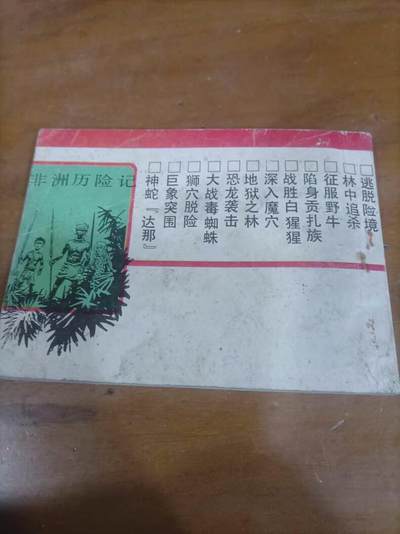 非洲历险记
□神蛇『达那』
□巨象突围
□狮穴脱险
□大战毒蜘蛛
□恐龙袭击
□地狱之林
□深入魔穴
□战胜白猩猩
□陷身贡扎族
□征服野牛
□林中追杀
□逃脱险境